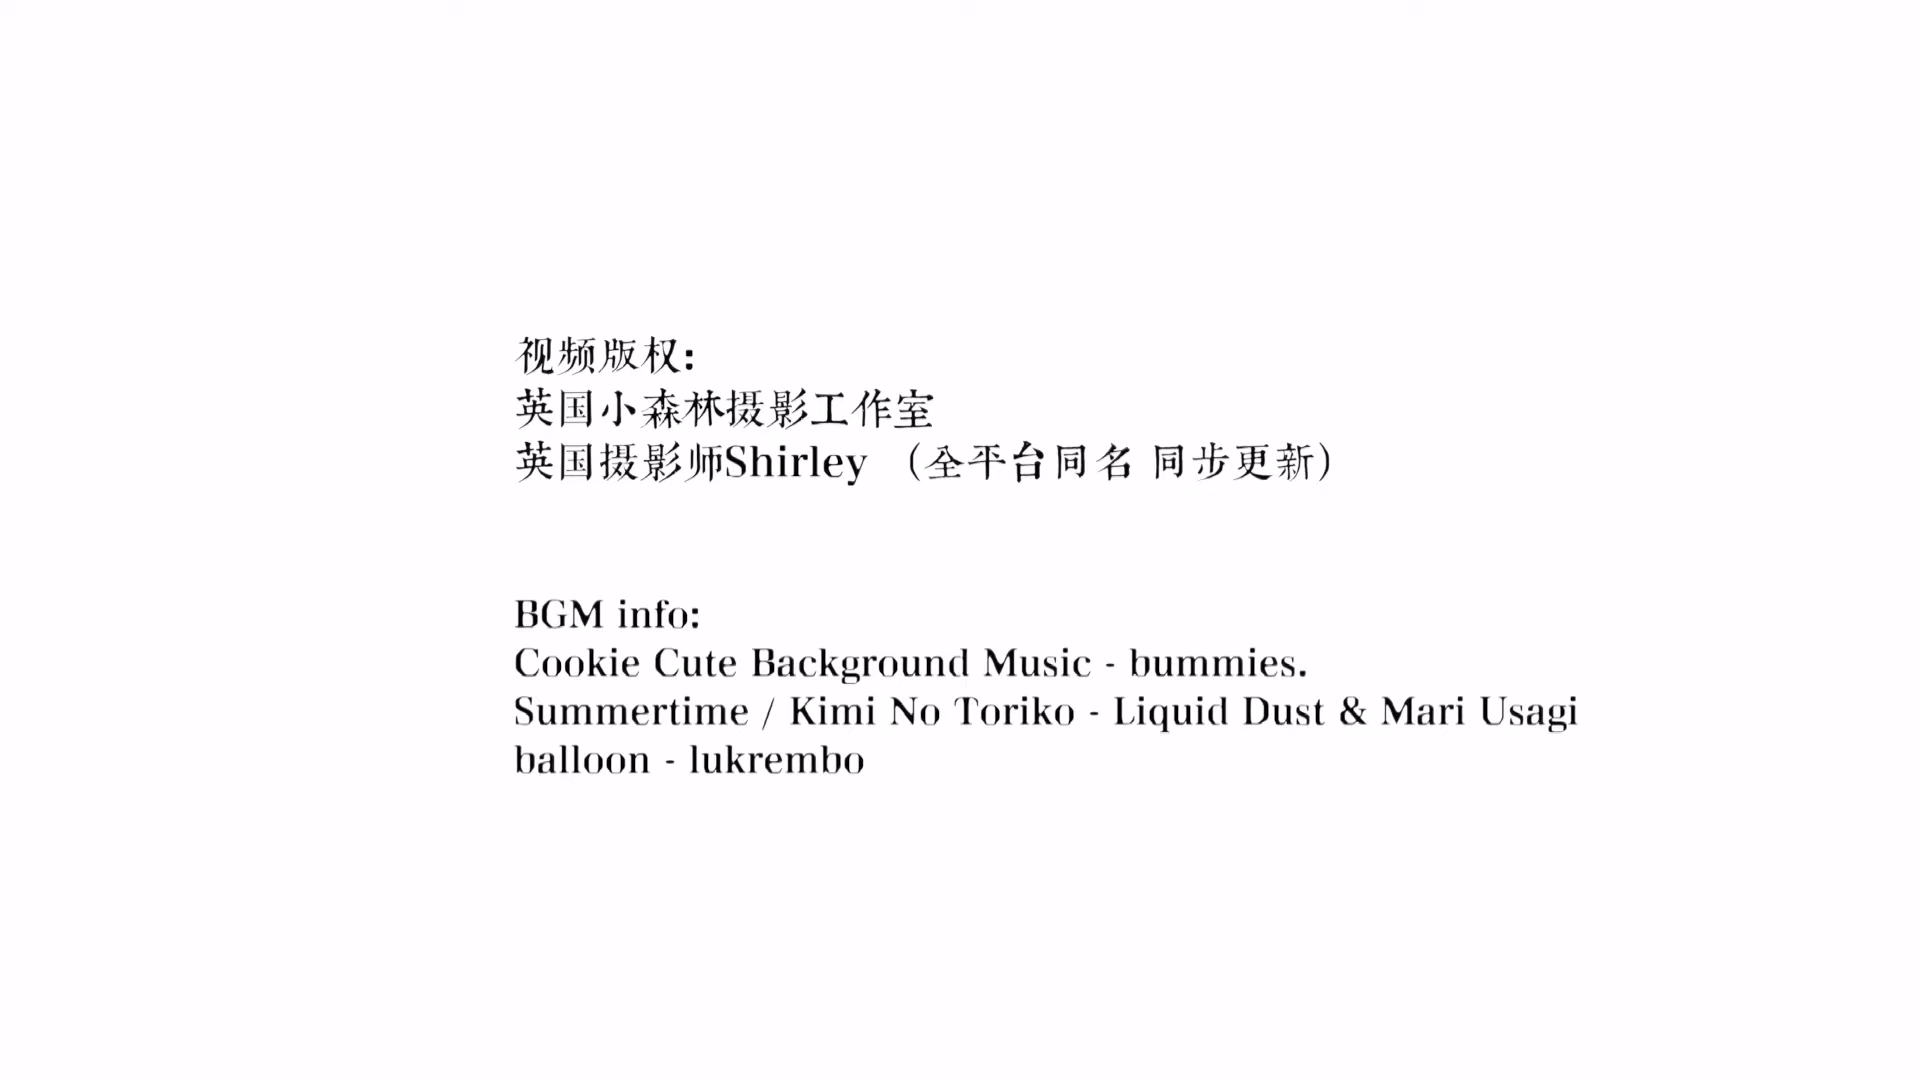 视频版权:
英国小森林摄影工作室
英国摄影师Shirley （全平台同名 同步更新）
BGM info:
Cookie Cute Background Music - bummies.
Summertime / Kimi No Toriko - Liquid Dust & Mari Usagi
balloon - lukrembo